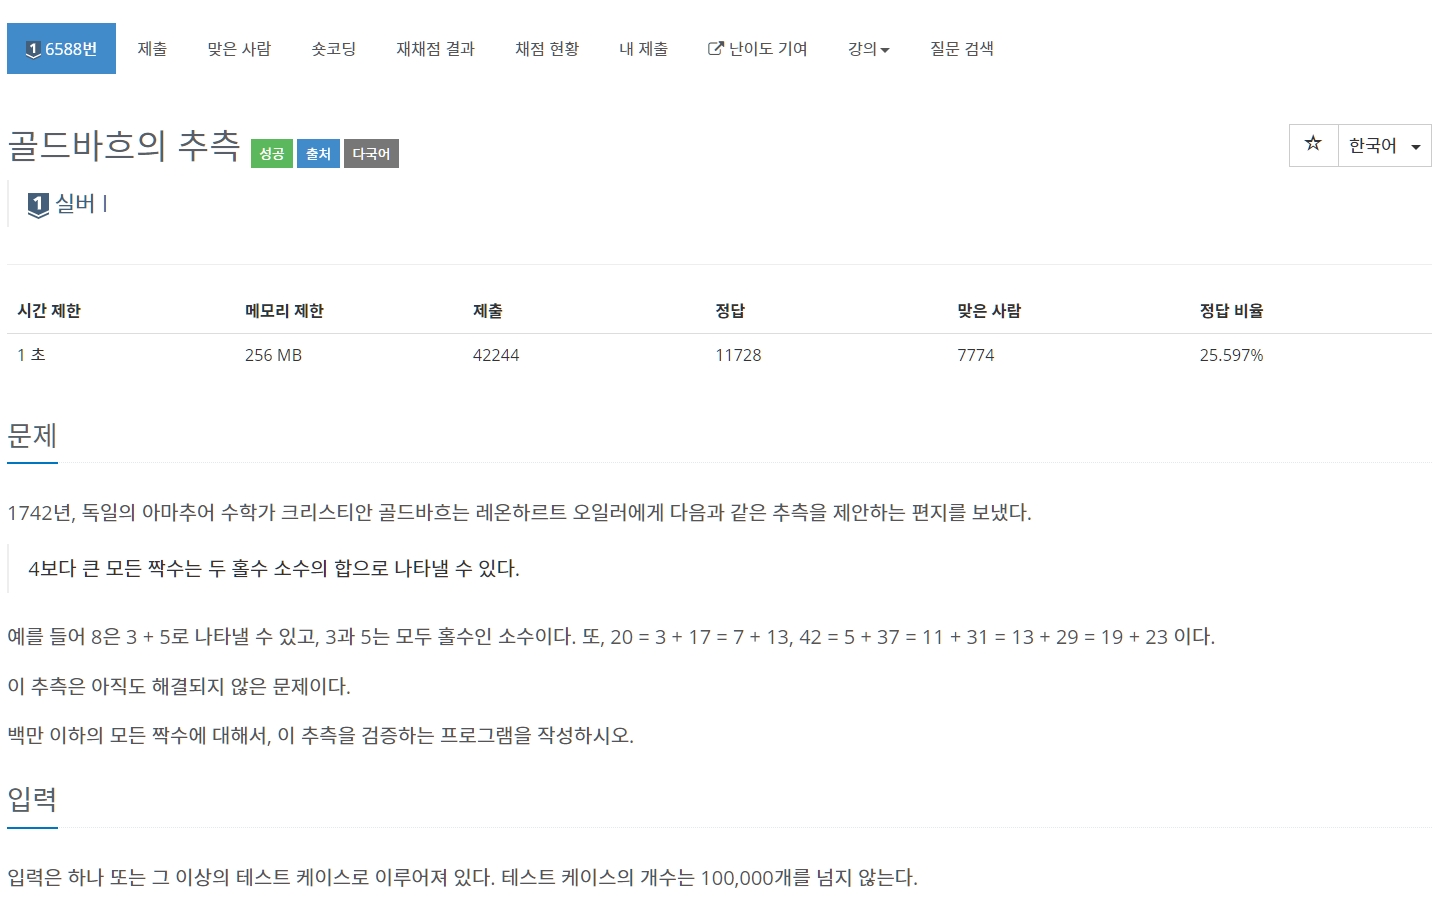 1 6588번 제출 맞은 사람 숏코딩 재채점 결과 채점 현황 내 제출 난이도 기여 강의 질문 검색
골드바흐의 추측 성공 출처 다국어 ☆ 한국어
1 실버 I
시간 제한 메모리 제한 제출 정답 맞은 사람 정답 비율
1 초 256 MB 42244 11728 7774 25.597%
문제
1742년, 독일의 아마추어 수학가 크리스티안 골드바흐는 레온하르트 오일러에게 다음과 같은 추측을 제안하는 편지를 보냈다.
4보다 큰 모든 짝수는 두 홀수 소수의 합으로 나타낼 수 있다.
예를 들어 8은 3 + 5로 나타낼 수 있고, 3과 5는 모두 홀수인 소수이다. 또, 20 = 3 + 17 = 7 + 13, 42 = 5 + 37 = 11 + 31 = 13 + 29 = 19 + 23 이다.
이 추측은 아직도 해결되지 않은 문제이다.
백만 이하의 모든 짝수에 대해서, 이 추측을 검증하는 프로그램을 작성하시오.
입력
입력은 하나 또는 그 이상의 테스트 케이스로 이루어져 있다. 테스트 케이스의 개수는 100,000개를 넘지 않는다.